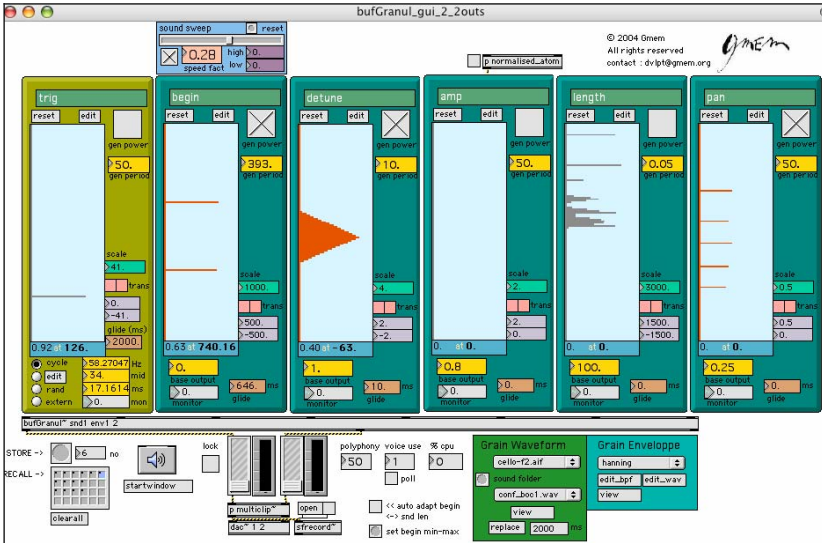 bufGranul_gui_2_2outs
sound sweep reset
0.28 high 0.
speed fact low 0.
p normalised_atom
© 2004 Gmem
All rights reserved
contact : dvlpt@gmem.org
gmem
trig
reset edit
gen power
50.
gen period
scale
41.
trans
0.
-41.
glide (ms)
2000.
0.92 at 126.
cycle 58.27047 Hz
edit 34. mid
rand 17.1614 ms
extern 0. mon
begin
reset edit
gen power
393.
gen period
scale
1000.
trans
500.
-500.
0.63 at 740.16
0.
base output
0.
monitor
646. ms
glide
detune
reset edit
gen power
10.
gen period
scale
4.
trans
2.
-2.
0.40 at -63.
1.
base output
0.
monitor
10. ms
glide
amp
reset edit
gen power
50.
gen period
scale
2.
trans
2.
0.
0. at 0.
0.8
base output
0.
monitor
0. ms
glide
length
reset edit
gen power
0.05
gen period
scale
3000.
trans
1500.
-1500.
0. at 0.
100.
base output
0.
monitor
0. ms
glide
pan
reset edit
gen power
50.
gen period
scale
0.5
trans
0.5
0.
0. at 0.
0.25
base output
0.
monitor
0. ms
glide
bufGranul~ snd1 env1 2
STORE -> 6 no
RECALL ->
clearall
startwindow
lock
p multiclip~
dac~ 1 2
open
sfrecord~
polyphony voice use % cpu
50 1 0
poll
<< auto adapt begin
<-> snd len
set begin min-max
Grain Waveform
cello-f2.aif
sound folder
conf_boc1.wav
view
replace 2000 ms
Grain Enveloppe
hanning
edit_bpf edit_wav
view